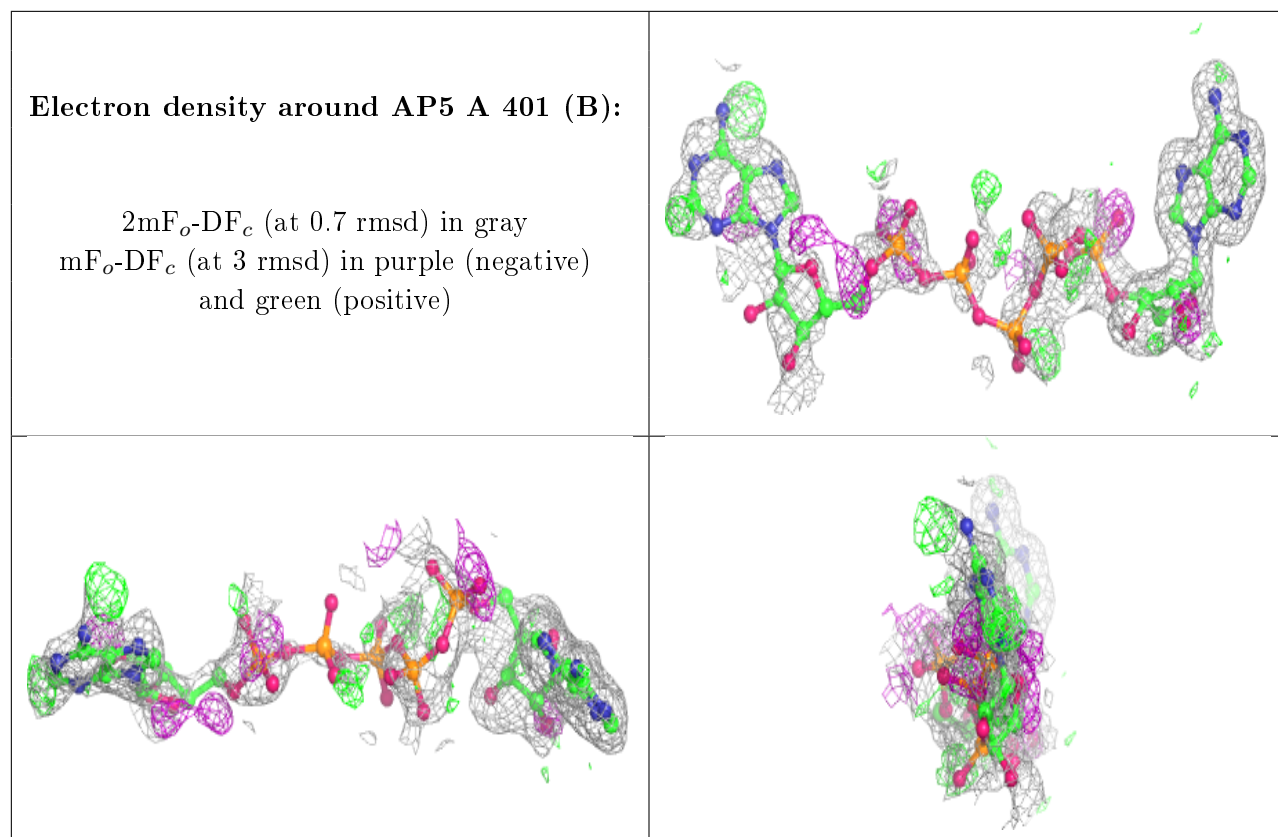 Electron density around AP5 A 401 (B):
2mFₒ-DF𝒸 (at 0.7 rmsd) in gray
mFₒ-DF𝒸 (at 3 rmsd) in purple (negative)
and green (positive)